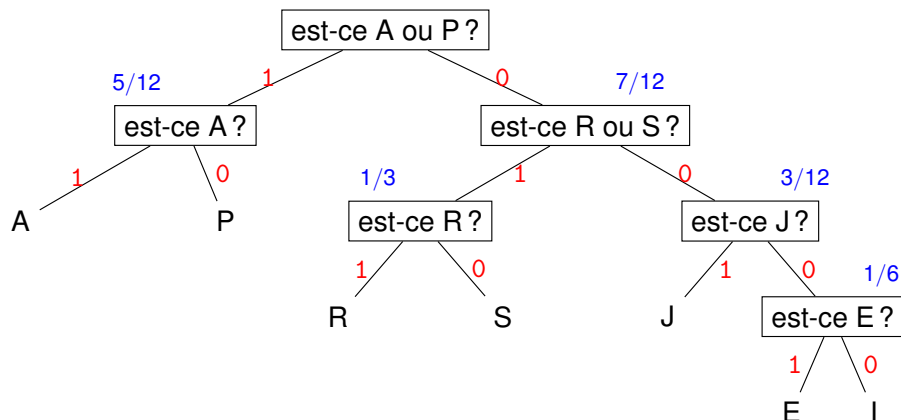 est-ce A ou P ?
1 0
5/12 7/12
est-ce A ? est-ce R ou S ?
1 0 1 0
1/3 3/12
A P est-ce R ? est-ce J ?
1 0 1 0
1/6
R S J est-ce E ?
1 0
E I